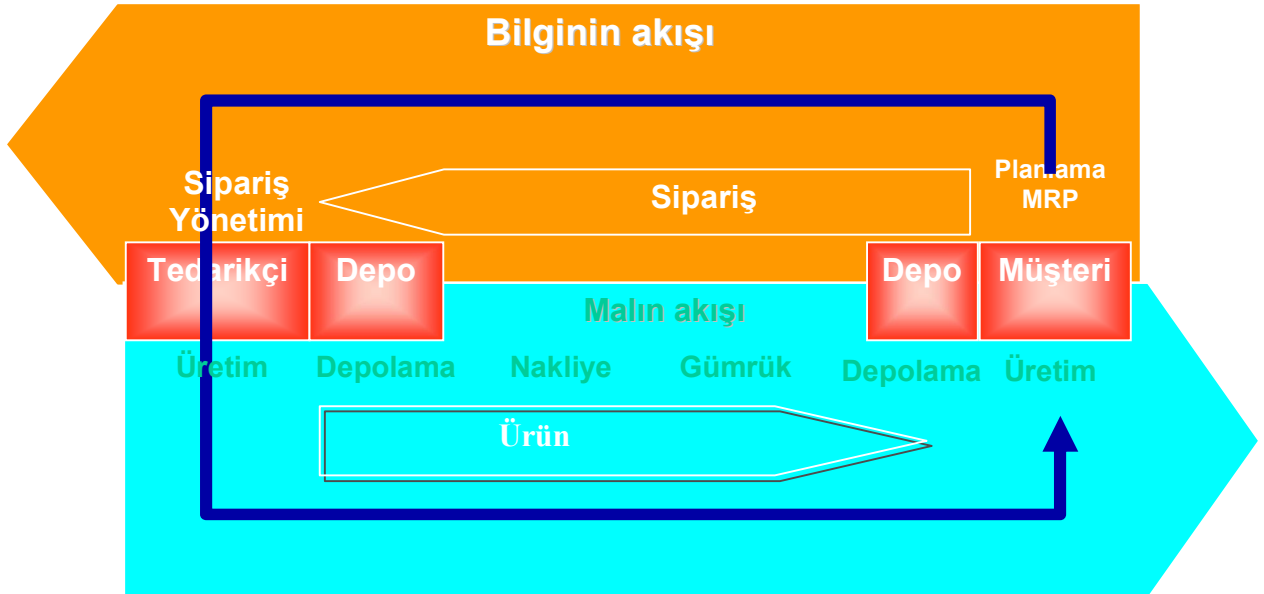 Bilginin akışı
Planlama
MRP
Sipariş
Yönetimi
Sipariş
Tedarikçi
Depo
Depo
Müşteri
Malın akışı
Üretim
Depolama
Nakliye
Gümrük
Depolama
Üretim
Ürün